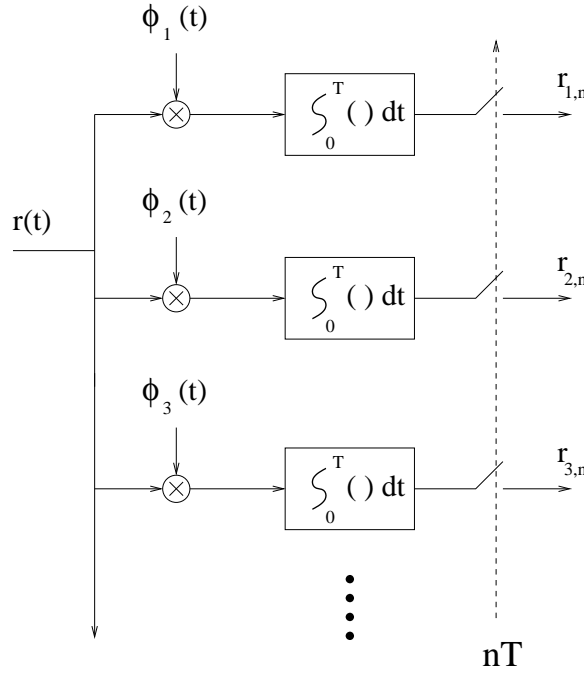 ϕ₁(t)
∫₀ᵀ ( ) dt
r₁,ₙ
r(t)
ϕ₂(t)
∫₀ᵀ ( ) dt
r₂,ₙ
ϕ₃(t)
∫₀ᵀ ( ) dt
r₃,ₙ
nT